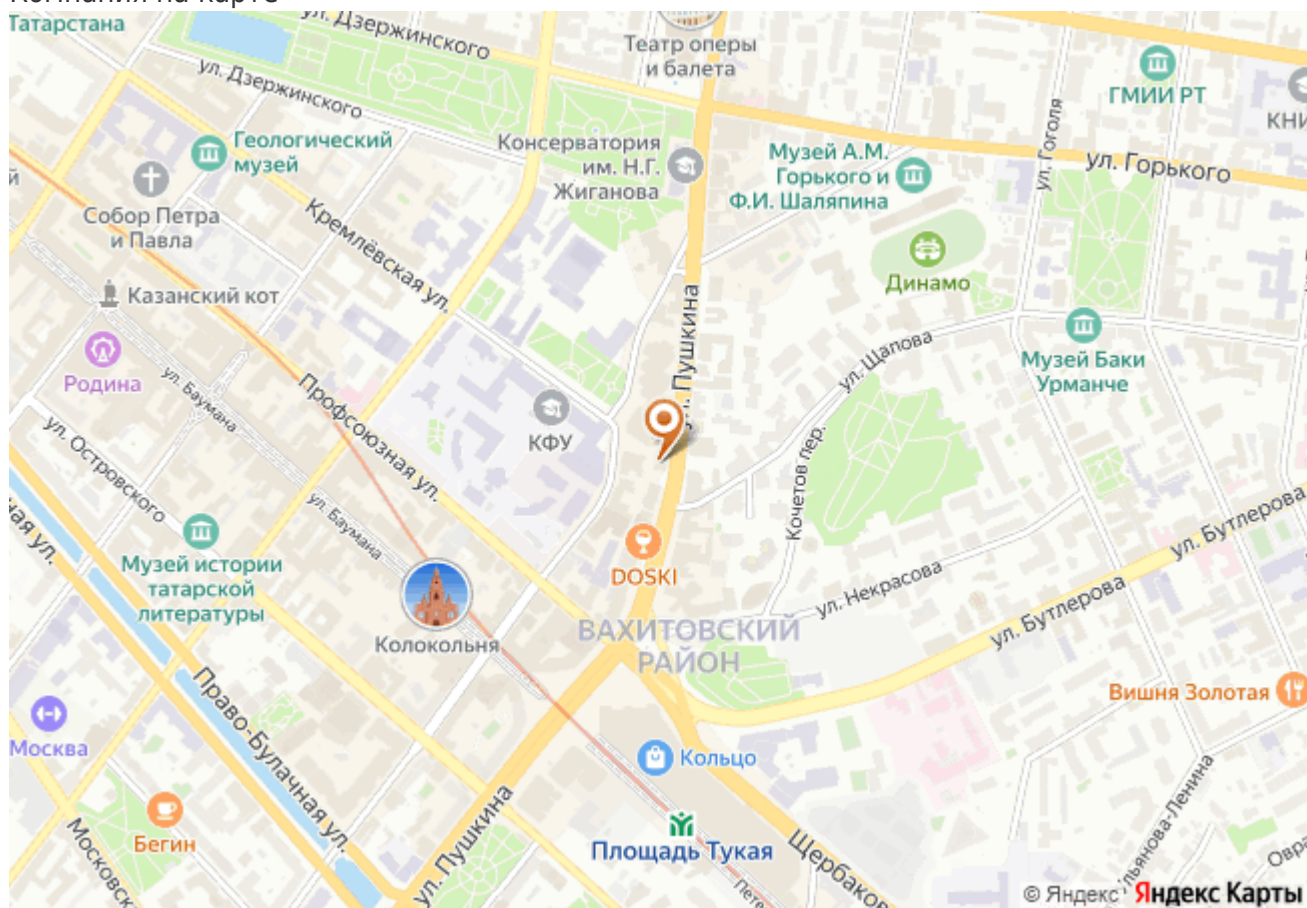 Компания на карте
Татарстана
ул. Дзержинского
ул. Дзержинского
Театр оперы
и балета
ГМИИ РТ
ул. Гоголя
ул. Горького
Геологический
музей
Консерватория
им. Н.Г.
Жиганова
Музей А.М.
Горького и
Ф.И. Шаляпина
Собор Петра
и Павла
Кремлёвская ул.
Динамо
Казанский кот
ул. Пушкина
ул. Щапова
Музей Баки
Урманче
Родина
ул. Баумана
Профсоюзная ул.
КФУ
ул. Островского
ул. Баумана
Кочетов пер.
ул. Бутлерова
Музей истории
татарской
литературы
DOSKI
ул. Некрасова
ул. Бутлерова
Колокольня
ВАХИТОВСКИЙ
РАЙОН
Вишня Золотая
Право-Булачная ул.
Москва
Кольцо
ул. Пушкина
Бегин
Площадь Тукая
© Яндекс
Яндекс Карты